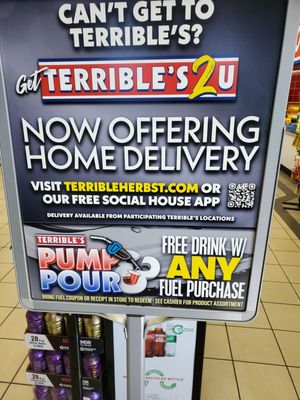 CAN'T GET TO
TERRIBLE'S?
Get TERRIBLE'S 2U
NOW OFFERING
HOME DELIVERY
VISIT TERRIBLEHERBST.COM OR
OUR FREE SOCIAL HOUSE APP
DELIVERY AVAILABLE FROM PARTICIPATING TERRIBLE'S LOCATIONS
TERRIBLE'S
PUMP
POUR
FREE DRINK W/
ANY
FUEL PURCHASE
BRING FUEL COUPON OR RECEIPT IN STORE TO REDEEM · SEE CASHIER FOR PRODUCT ASSORTMENT
28
28